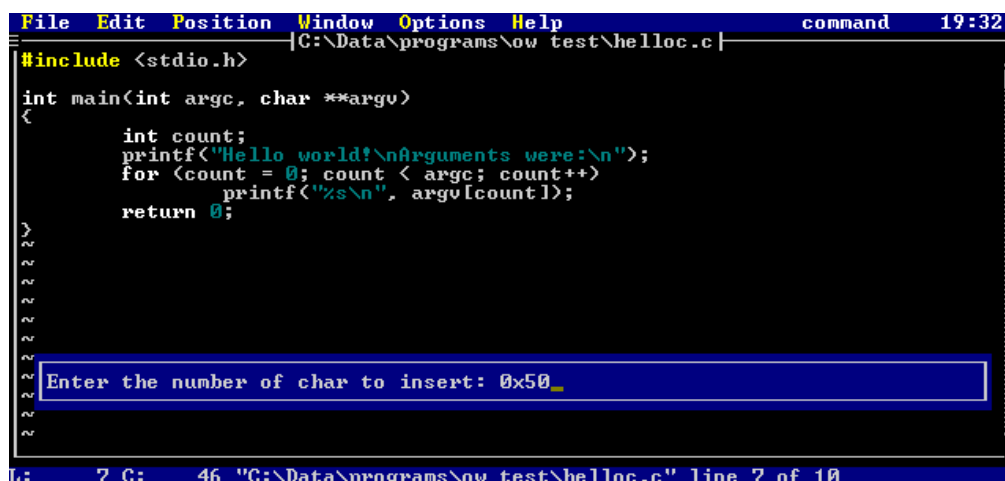 File Edit Position Window Options Help command 19:32
C:\Data\programs\ow test\helloc.c
#include <stdio.h>
int main(int argc, char **argv)
{
int count;
printf("Hello world!\nArguments were:\n");
for (count = 0; count < argc; count++)
printf("%s\n", argv[count]);
return 0;
}
~
~
~
~
~
~
~
~
Enter the number of char to insert: 0x50_
~
~
~
L: 7 C: 46 "C:\Data\programs\ow test\helloc.c" line 7 of 10